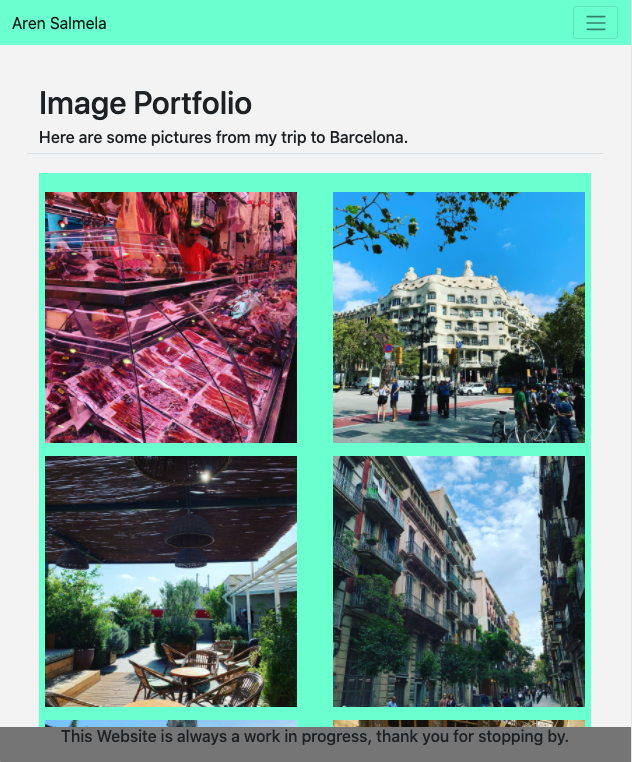 Aren Salmela
Image Portfolio
Here are some pictures from my trip to Barcelona.
This Website is always a work in progress, thank you for stopping by.